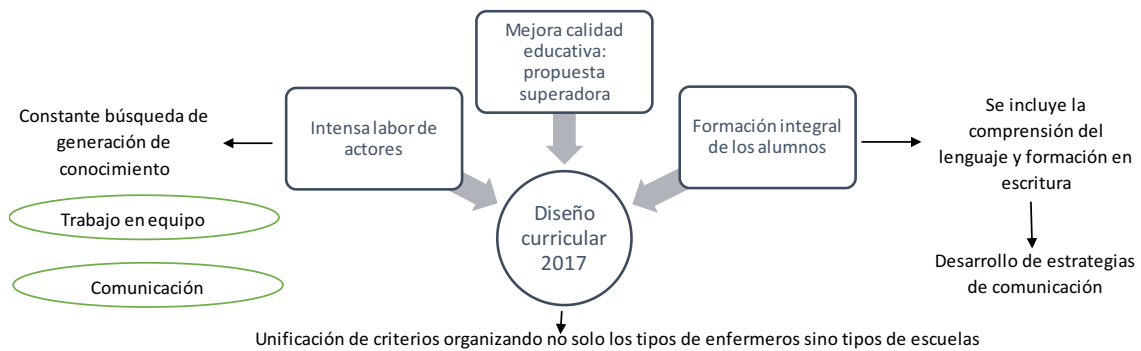 Mejora calidad
educativa:
propuesta
superadora
Constante búsqueda de
generación de
conocimiento
Intensa labor de
actores
Formación integral
de los alumnos
Se incluye la
comprensión del
lenguaje y formación en
escritura
Trabajo en equipo
Comunicación
Diseño
curricular
2017
Desarrollo de estrategias
de comunicación
Unificación de criterios organizando no solo los tipos de enfermeros sino tipos de escuelas